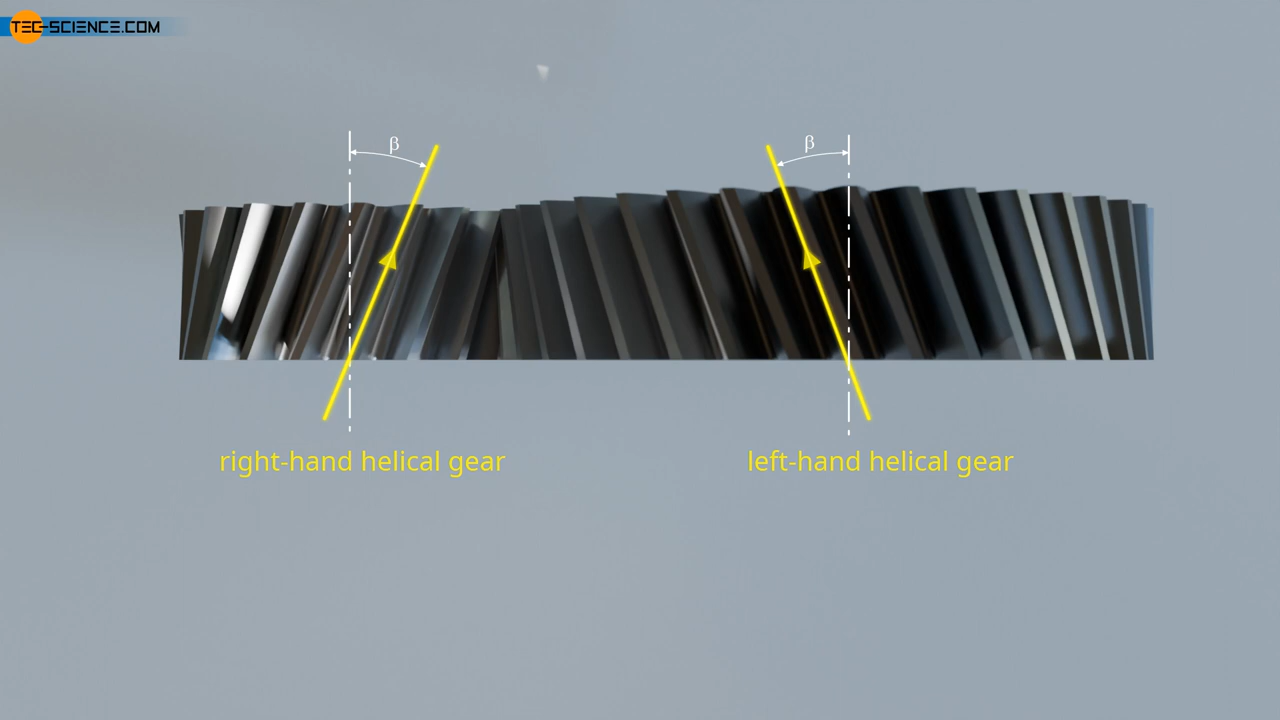 TEC-SCIENCE.COM
β
β
right-hand helical gear
left-hand helical gear